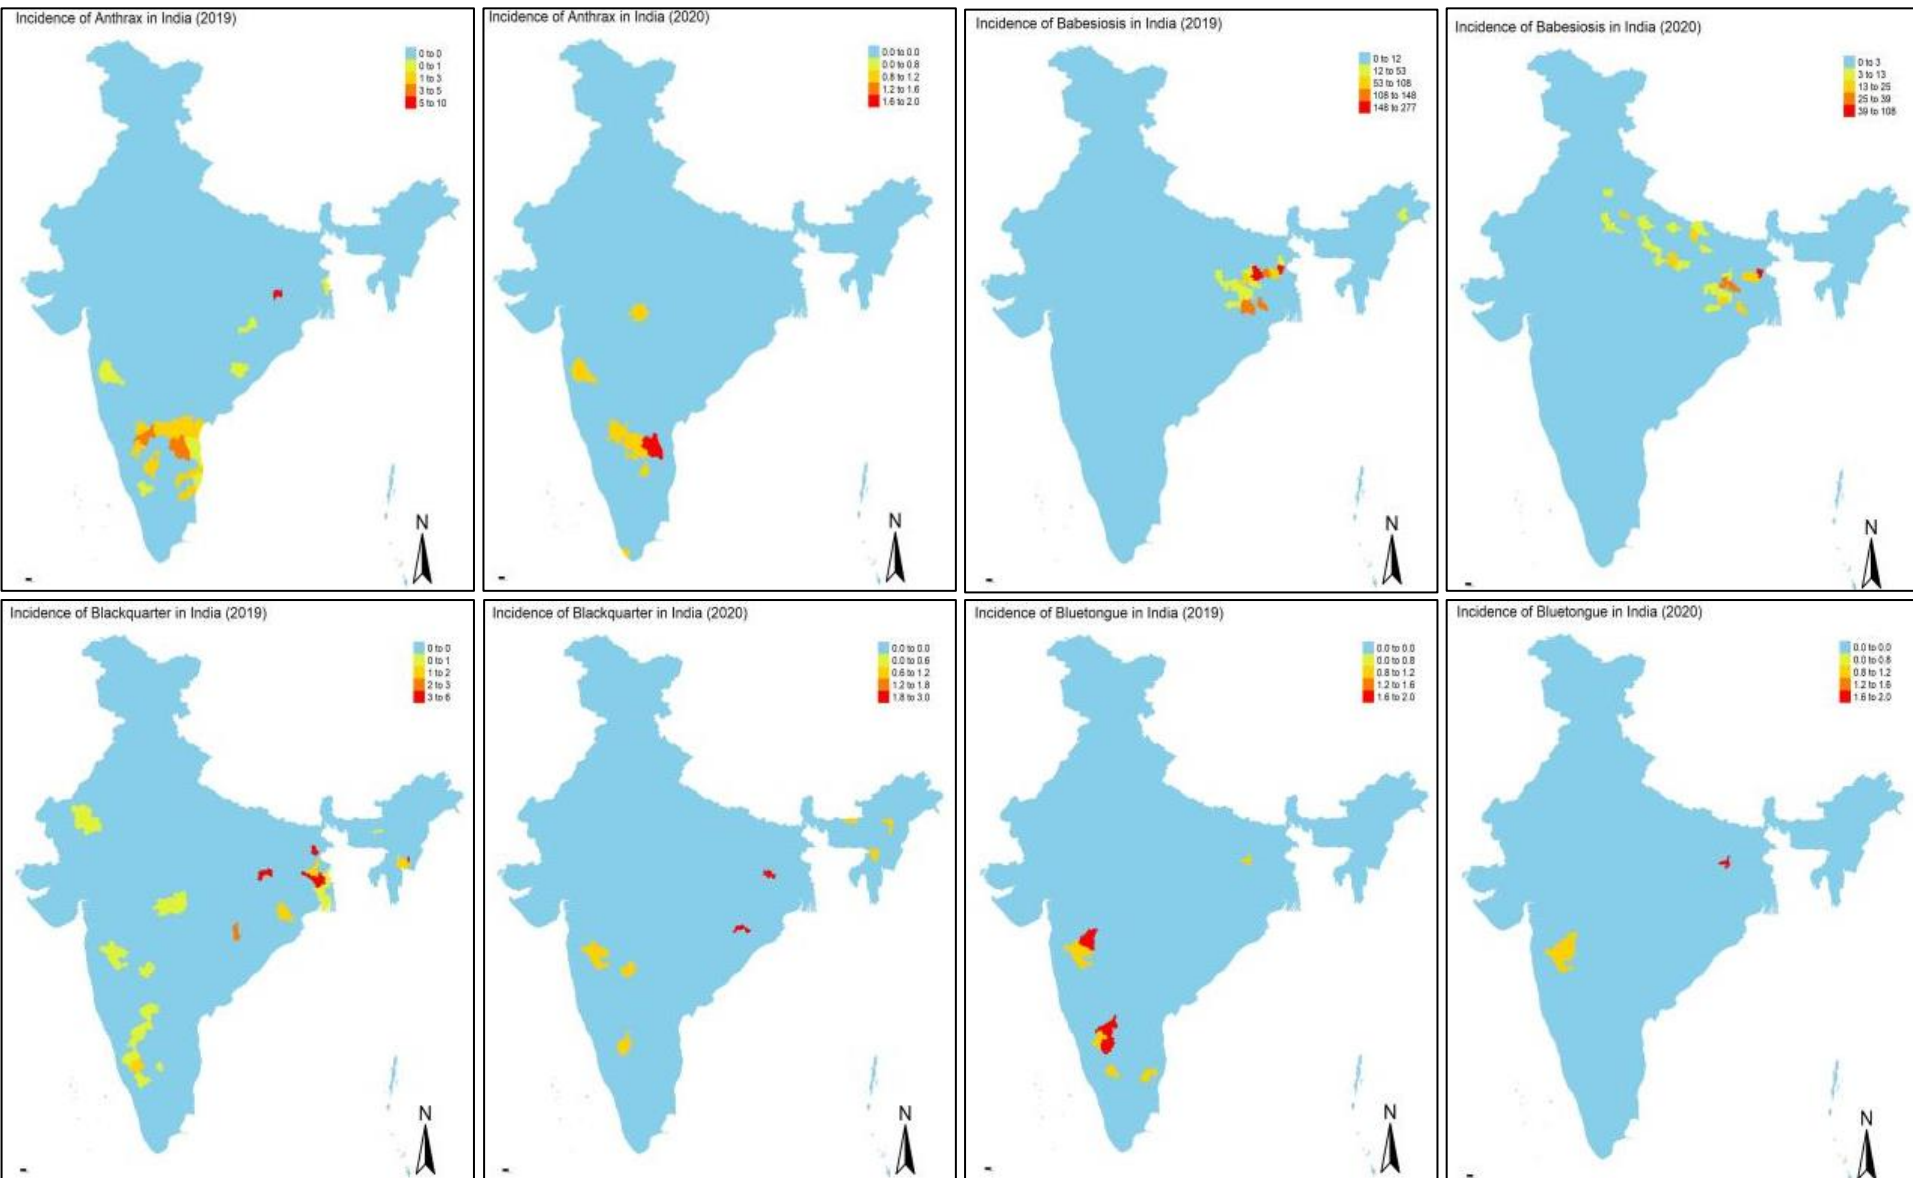 Incidence of Anthrax in India (2019)
0 to 0
0 to 1
1 to 3
3 to 5
5 to 10
N
Incidence of Anthrax in India (2020)
0.0 to 0.0
0.0 to 0.8
0.8 to 1.2
1.2 to 1.6
1.6 to 2.0
N
Incidence of Babesiosis in India (2019)
0 to 12
12 to 53
53 to 108
108 to 148
148 to 277
N
Incidence of Babesiosis in India (2020)
0 to 3
3 to 13
13 to 25
25 to 39
39 to 108
N
Incidence of Blackquarter in India (2019)
0 to 0
0 to 1
1 to 2
2 to 3
3 to 6
N
Incidence of Blackquarter in India (2020)
0.0 to 0.0
0.0 to 0.6
0.6 to 1.2
1.2 to 1.8
1.8 to 3.0
N
Incidence of Bluetongue in India (2019)
0.0 to 0.0
0.0 to 0.8
0.8 to 1.2
1.2 to 1.6
1.6 to 2.0
N
Incidence of Bluetongue in India (2020)
0.0 to 0.0
0.0 to 0.8
0.8 to 1.2
1.2 to 1.6
1.6 to 2.0
N